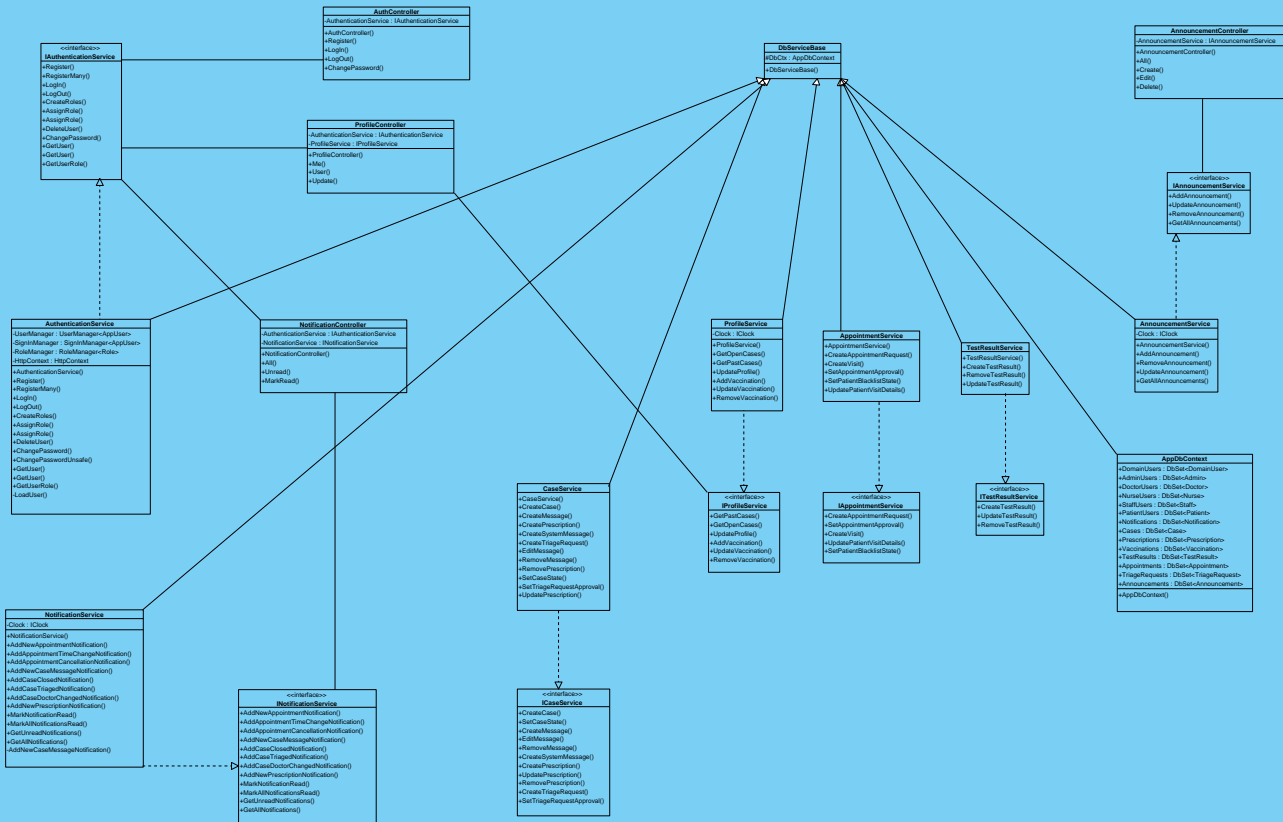 AuthController
-AuthenticationService : IAuthenticationService
+AuthController()
+Register()
+LogIn()
+LogOut()
+ChangePassword()
<<interface>>
IAuthenticationService
+Register()
+RegisterMany()
+LogIn()
+LogOut()
+CreateRoles()
+AssignRole()
+AssignRole()
+DeleteUser()
+ChangePassword()
+GetUser()
+GetUser()
+GetUserRole()
DbServiceBase
#DbCtx : AppDbContext
+DbServiceBase()
AnnouncementController
-AnnouncementService : IAnnouncementService
+AnnouncementController()
+All()
+Create()
+Edit()
+Delete()
ProfileController
-AuthenticationService : IAuthenticationService
-ProfileService : IProfileService
+ProfileController()
+Me()
+User()
+Update()
<<interface>>
IAnnouncementService
+AddAnnouncement()
+UpdateAnnouncement()
+RemoveAnnouncement()
+GetAllAnnouncements()
AuthenticationService
-UserManager : UserManager<AppUser>
-SignInManager : SignInManager<AppUser>
-RoleManager : RoleManager<Role>
-HttpContext : HttpContext
+AuthenticationService()
+Register()
+RegisterMany()
+LogIn()
+LogOut()
+CreateRoles()
+AssignRole()
+AssignRole()
+DeleteUser()
+ChangePassword()
+ChangePasswordUnsafe()
+GetUser()
+GetUser()
+GetUserRole()
-LoadUser()
NotificationController
-AuthenticationService : IAuthenticationService
-NotificationService : INotificationService
+NotificationController()
+All()
+Unread()
+MarkRead()
ProfileService
-Clock : IClock
+ProfileService()
+GetOpenCases()
+GetPastCases()
+UpdateProfile()
+AddVaccination()
+UpdateVaccination()
+RemoveVaccination()
AppointmentService
+AppointmentService()
+CreateAppointmentRequest()
+CreateVisit()
+SetAppointmentApproval()
+SetPatientBlacklistState()
+UpdatePatientVisitDetails()
TestResultService
+TestResultService()
+CreateTestResult()
+RemoveTestResult()
+UpdateTestResult()
AnnouncementService
-Clock : IClock
+AnnouncementService()
+AddAnnouncement()
+RemoveAnnouncement()
+UpdateAnnouncement()
+GetAllAnnouncements()
AppDbContext
+DomainUsers : DbSet<DomainUser>
+AdminUsers : DbSet<Admin>
+DoctorUsers : DbSet<Doctor>
+NurseUsers : DbSet<Nurse>
+StaffUsers : DbSet<Staff>
+PatientUsers : DbSet<Patient>
+Notifications : DbSet<Notification>
+Cases : DbSet<Case>
+Prescriptions : DbSet<Prescription>
+Vaccinations : DbSet<Vaccination>
+TestResults : DbSet<TestResult>
+Appointments : DbSet<Appointment>
+TriageRequests : DbSet<TriageRequest>
+Announcements : DbSet<Announcement>
+AppDbContext()
CaseService
+CaseService()
+CreateCase()
+CreateMessage()
+CreatePrescription()
+CreateSystemMessage()
+CreateTriageRequest()
+EditMessage()
+RemoveMessage()
+RemovePrescription()
+SetCaseState()
+SetTriageRequestApproval()
+UpdatePrescription()
<<interface>>
IProfileService
+GetPastCases()
+GetOpenCases()
+UpdateProfile()
+AddVaccination()
+UpdateVaccination()
+RemoveVaccination()
<<interface>>
IAppointmentService
+CreateAppointmentRequest()
+SetAppointmentApproval()
+CreateVisit()
+UpdatePatientVisitDetails()
+SetPatientBlacklistState()
<<interface>>
ITestResultService
+CreateTestResult()
+UpdateTestResult()
+RemoveTestResult()
NotificationService
-Clock : IClock
+NotificationService()
+AddNewAppointmentNotification()
+AddAppointmentTimeChangeNotification()
+AddAppointmentCancellationNotification()
+AddNewCaseMessageNotification()
+AddCaseClosedNotification()
+AddCaseTriagedNotification()
+AddCaseDoctorChangedNotification()
+AddNewPrescriptionNotification()
+MarkNotificationRead()
+MarkAllNotificationsRead()
+GetUnreadNotifications()
+GetAllNotifications()
-AddNewCaseMessageNotification()
<<interface>>
INotificationService
+AddNewAppointmentNotification()
+AddAppointmentTimeChangeNotification()
+AddAppointmentCancellationNotification()
+AddNewCaseMessageNotification()
+AddCaseClosedNotification()
+AddCaseTriagedNotification()
+AddCaseDoctorChangedNotification()
+AddNewPrescriptionNotification()
+MarkNotificationRead()
+MarkAllNotificationsRead()
+GetUnreadNotifications()
+GetAllNotifications()
<<interface>>
ICaseService
+CreateCase()
+SetCaseState()
+CreateMessage()
+EditMessage()
+RemoveMessage()
+CreateSystemMessage()
+CreatePrescription()
+UpdatePrescription()
+RemovePrescription()
+CreateTriageRequest()
+SetTriageRequestApproval()